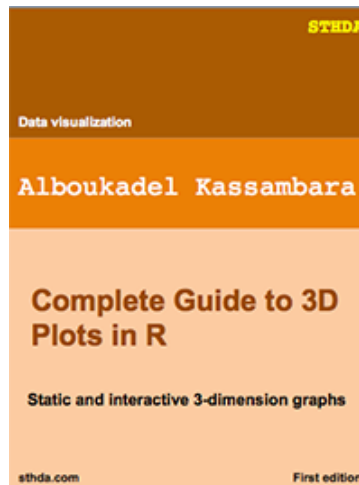 STHDA
Data visualization
Alboukadel Kassambara
Complete Guide to 3D
Plots in R
Static and interactive 3-dimension graphs
sthda.com
First edition